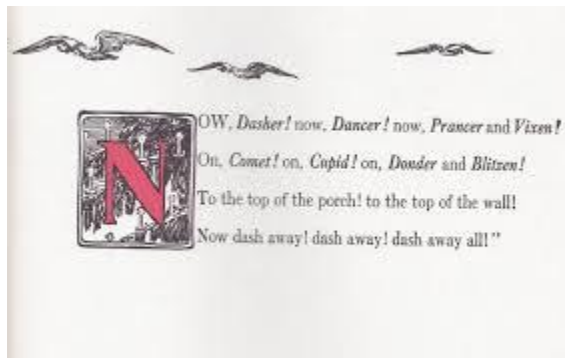 NOW, Dasher! now, Dancer! now, Prancer and Vixen!
On, Comet! on, Cupid! on, Donder and Blitzen!
To the top of the porch! to the top of the wall!
Now dash away! dash away! dash away all!"